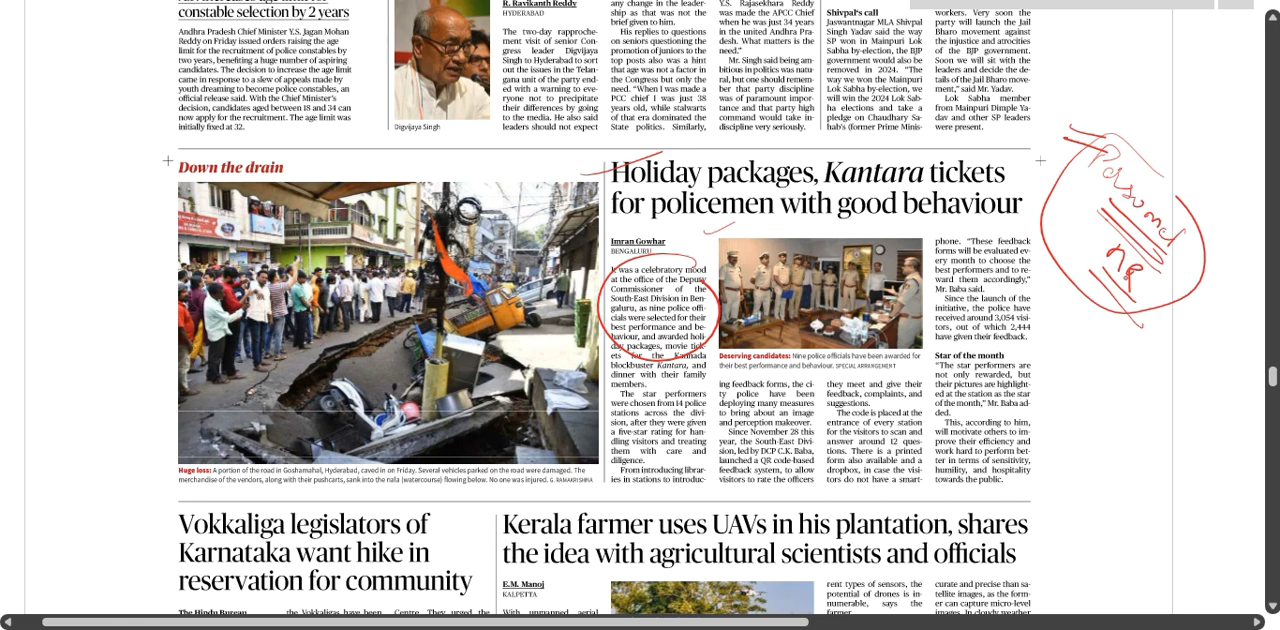 constable selection by 2 years
Andhra Pradesh Chief Minister Y.S. Jagan Mohan
Reddy on Friday issued orders raising the age
limit for the recruitment of police constables by
two years, benefiting a huge number of aspiring
candidates. The decision to increase the age limit
came in response to a slew of appeals made by
youth dreaming to become police constables, an
official release said. With the Chief Minister's
decision, candidates aged between 18 and 34 can
now apply for the recruitment. The age limit was
initially fixed at 32.
Digvijaya Singh
R. Ravikanth Reddy
HYDERABAD
The two-day rapproche-
ment visit of senior Con-
gress leader Digvijaya
Singh to Hyderabad to sort
out the issues in the Telan-
gana unit of the party end-
ed with a warning to eve-
ryone not to precipitate
their differences by going
to the media. He also said
leaders should not expect
any change in the leader-
ship as that was not the
brief given to him.
His replies to questions
on seniors questioning the
promotion of juniors to the
top posts also was a hint
that age was not a factor in
the Congress but only the
need. "When I was made a
PCC chief I was just 38
years old, while stalwarts
of that era dominated the
State politics. Similarly,
Y.S. Rajasekhara Reddy
was made the APCC Chief
when he was just 34 years
in the united Andhra Pra-
desh. What matters is the
need."
Mr. Singh said being am-
bitious in politics was natu-
ral, but one should remem-
ber that party discipline
was of paramount impor-
tance and that party high
command would take in-
discipline very seriously.
Shivpal's call
Jaswantnagar MLA Shivpal
Singh Yadav said the way
SP won in Mainpuri Lok
Sabha by-election, the BJP
government would also be
removed in 2024. "The
way we won the Mainpuri
Lok Sabha by-election, we
will win the 2024 Lok Sab-
ha elections and take a
pledge on Chaudhary Sa-
hab's (former Prime Minis-
workers. Very soon the
party will launch the Jail
Bharo movement against
the injustice and atrocities
of the BJP government.
Soon we will sit with the
leaders and decide the de-
tails of the Jail Bharo move-
ment," said Mr. Yadav.
Lok Sabha member
from Mainpuri Dimple Ya-
dav and other SP leaders
were present.
Down the drain
Huge loss: A portion of the road in Goshamahal, Hyderabad, caved in on Friday. Several vehicles parked on the road were damaged. The
merchandise of the vendors, along with their pushcarts, sank into the nala (watercourse) flowing below. No one was injured. G. RAMAKRISHNA
Holiday packages, Kantara tickets
for policemen with good behaviour
Imran Gowhar
BENGALURU
It was a celebratory mood
at the office of the Deputy
Commissioner of the
South-East Division in Ben-
galuru, as nine police offi-
cials were selected for their
best performance and be-
haviour, and awarded holi-
day packages, movie tick-
ets for the Kannada
blockbuster Kantara, and
dinner with their family
members.
The star performers
were chosen from 14 police
stations across the divi-
sion, after they were given
a five-star rating for han-
dling visitors and treating
them with care and
diligence.
From introducing librar-
ies in stations to introduc-
Deserving candidates: Nine police officials have been awarded for
their best performance and behaviour. SPECIAL ARRANGEMENT
ing feedback forms, the ci-
ty police have been
deploying many measures
to bring about an image
and perception makeover.
Since November 28 this
year, the South-East Divi-
sion, led by DCP C.K. Baba,
launched a QR code-based
feedback system, to allow
visitors to rate the officers
they meet and give their
feedback, complaints, and
suggestions.
The code is placed at the
entrance of every station
for the visitors to scan and
answer around 12 ques-
tions. There is a printed
form also available and a
dropbox, in case the visi-
tors do not have a smart-
phone. "These feedback
forms will be evaluated ev-
ery month to choose the
best performers and to re-
ward them accordingly,"
Mr. Baba said.
Since the launch of the
initiative, the police have
received around 3,054 visi-
tors, out of which 2,444
have given their feedback.
Star of the month
"The star performers are
not only rewarded, but
their pictures are highlight-
ed at the station as the star
of the month," Mr. Baba ad-
ded.
This, according to him,
will motivate others to im-
prove their efficiency and
work hard to perform bet-
ter in terms of sensitivity,
humility, and hospitality
towards the public.
Personal
Vokkaliga legislators of
Karnataka want hike in
reservation for community
The Hindu Bureau
Kerala farmer uses UAVs in his plantation, shares
the idea with agricultural scientists and officials
E.M. Manoj
KALPETTA
With unmanned aerial
rent types of sensors, the
potential of drones is in-
numerable, says the
farmer.
curate and precise than sa-
tellite images, as the form-
er can capture micro-level
images. In cloudy weather